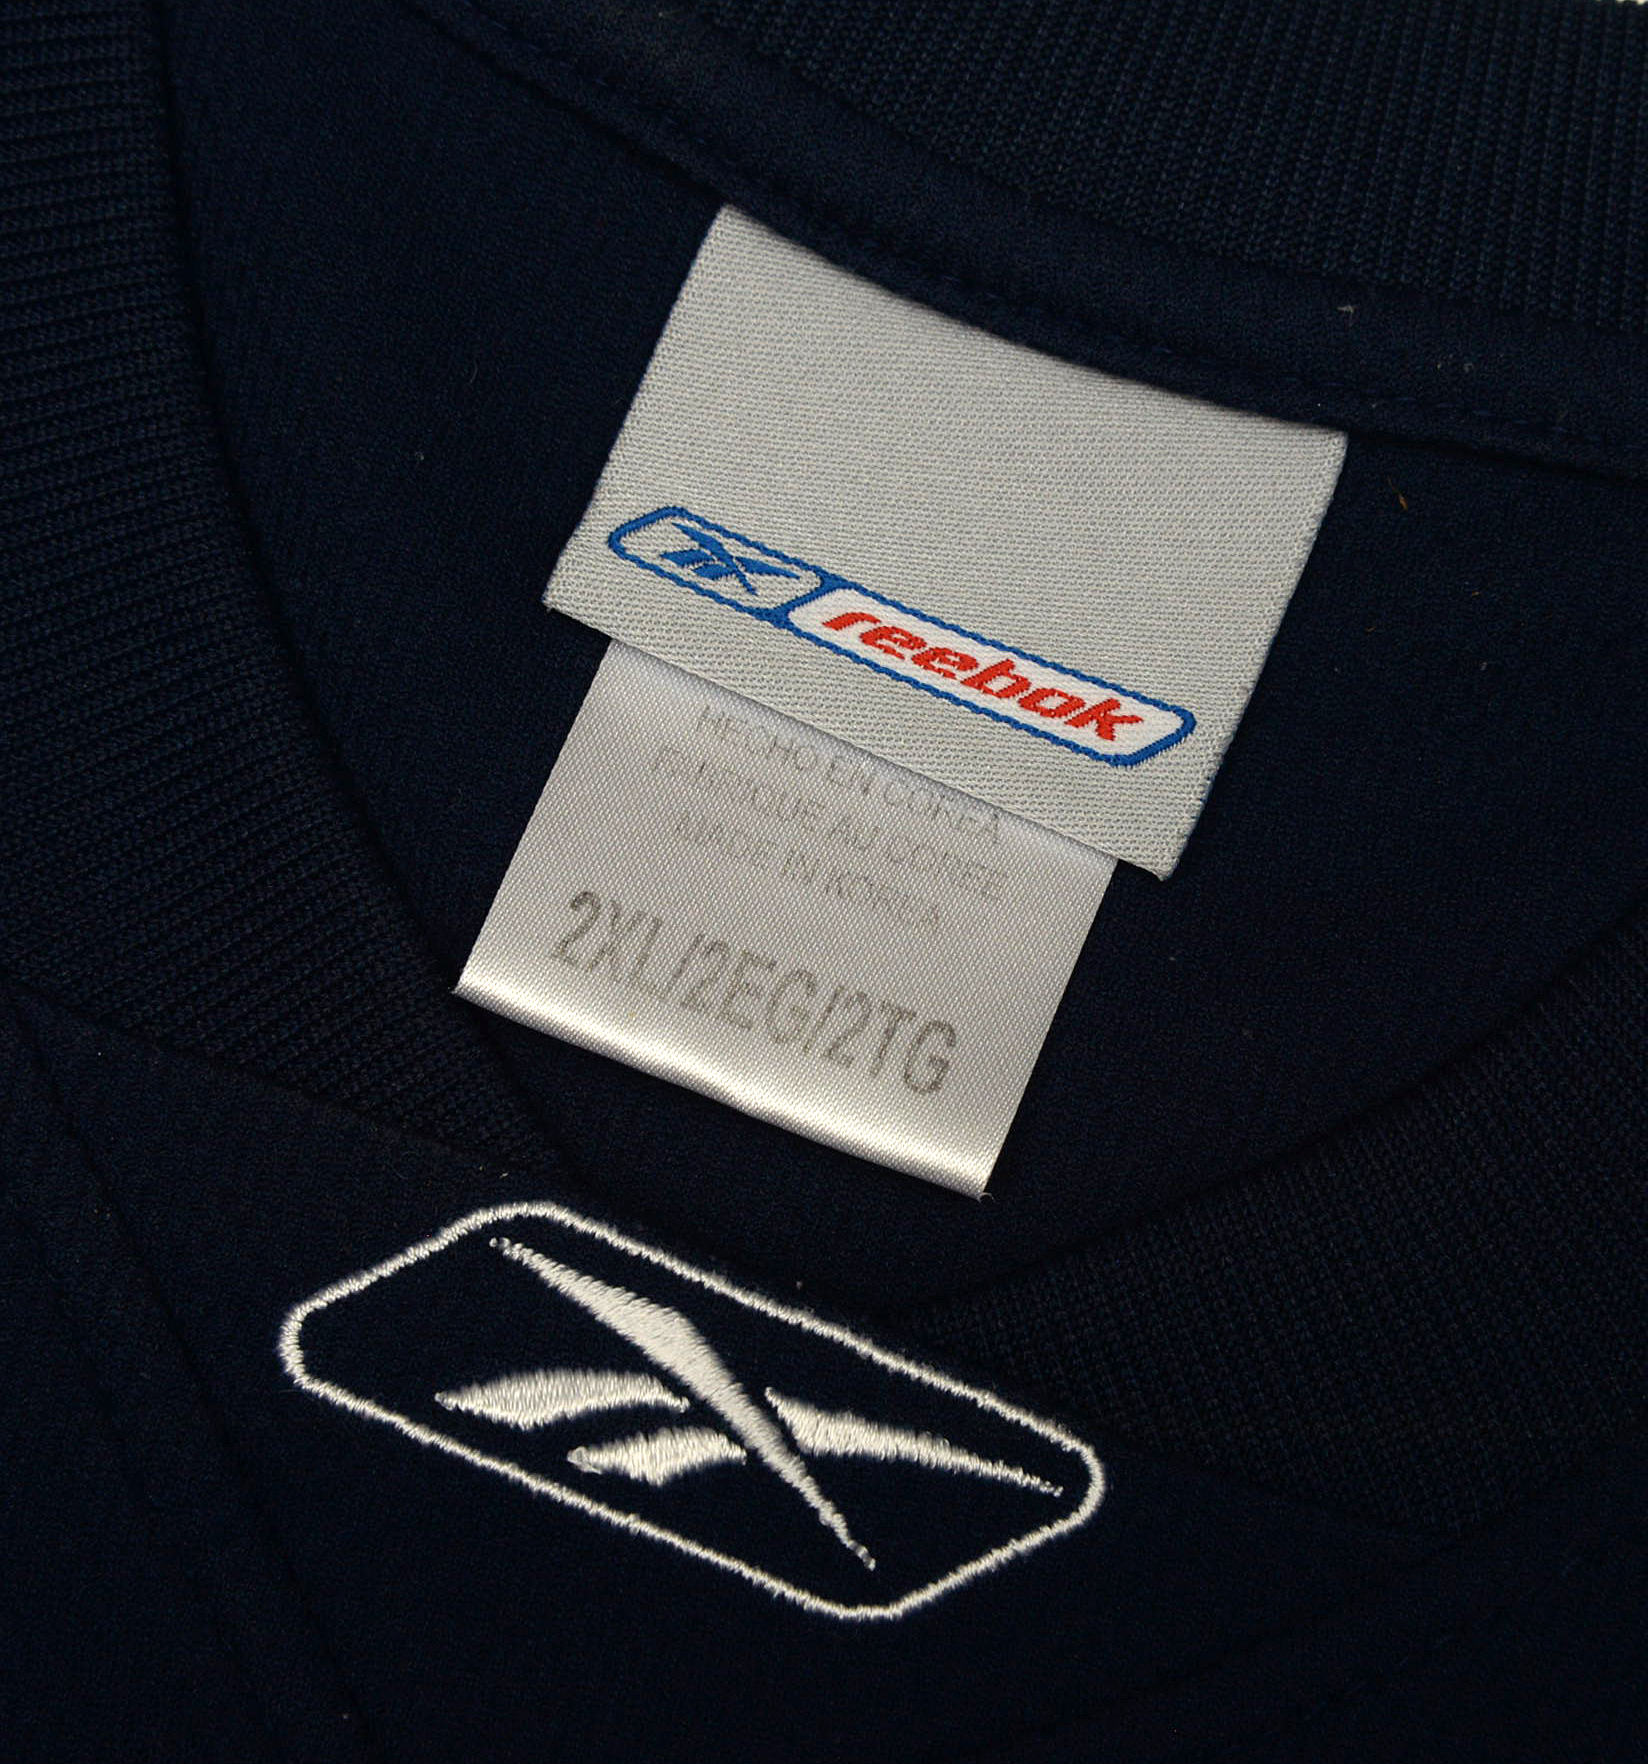 reebok
HECHO EN COREA
FABRIQUE AU COREE
MADE IN KOREA
2XL/2EG/2TG